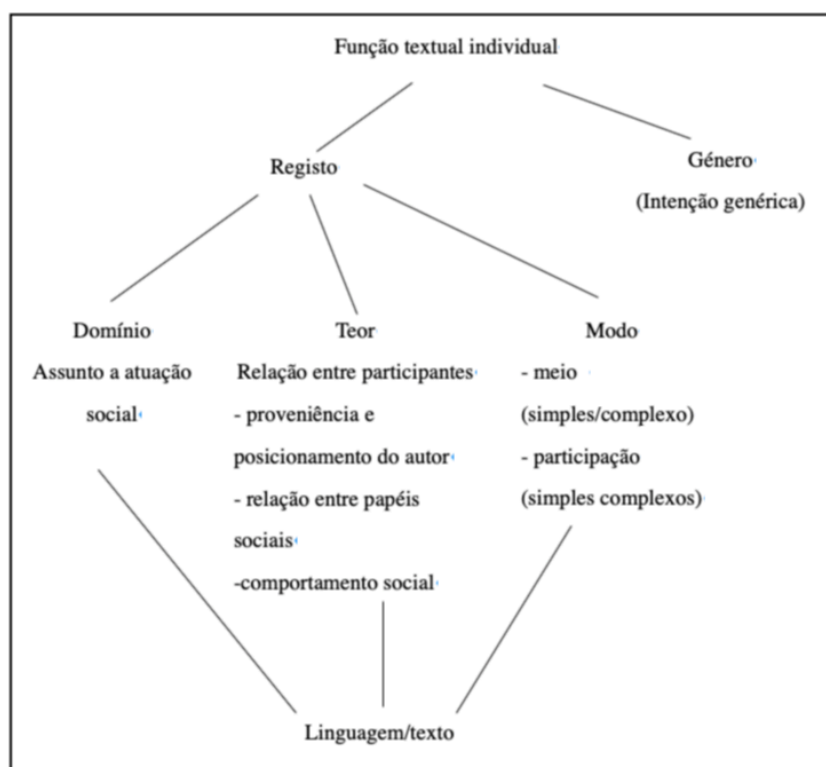 Função textual individual
Registo
Género
(Intenção genérica)
Domínio
Assunto a atuação
social
Teor
Relação entre participantes
- proveniência e
posicionamento do autor
- relação entre papéis
sociais
-comportamento social
Modo
- meio
(simples/complexo)
- participação
(simples complexos)
Linguagem/texto